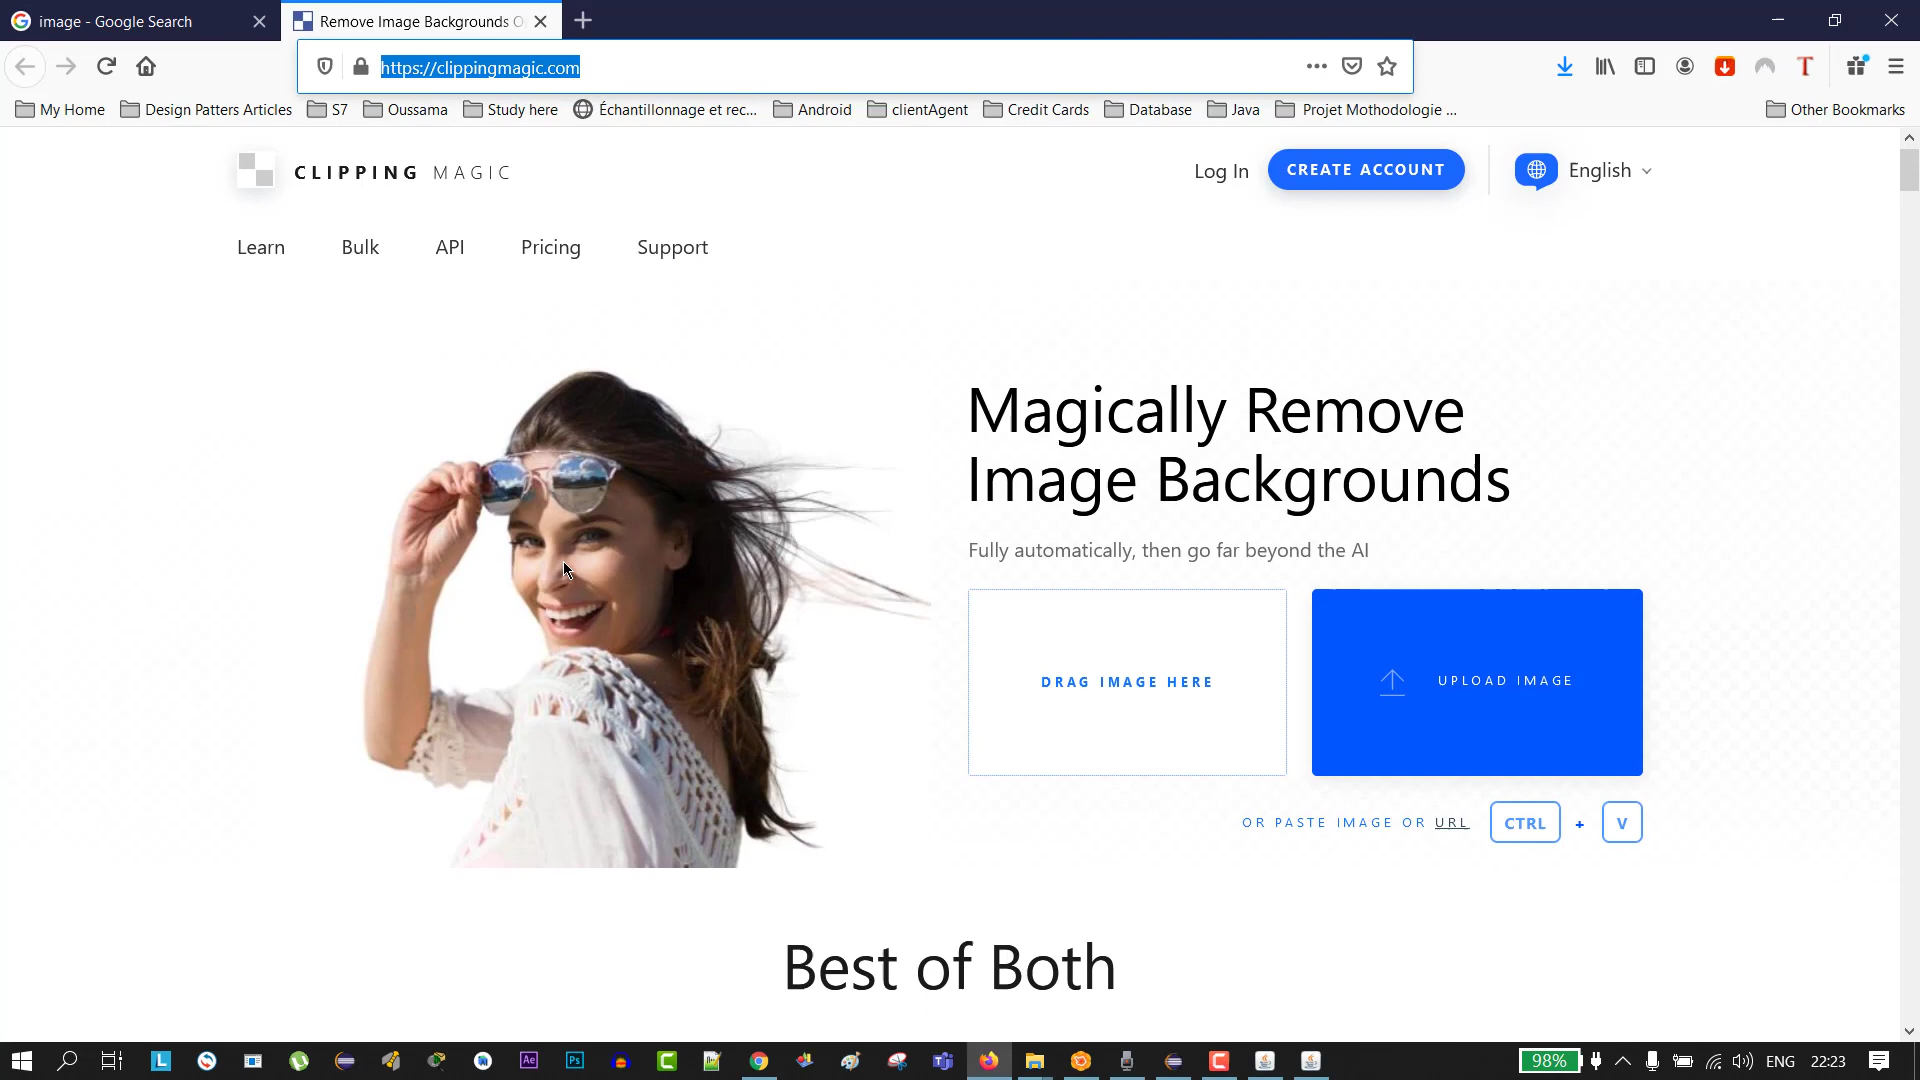 image - Google Search
Remove Image Backgrounds O
https://clippingmagic.com
My Home
Design Patters Articles
S7
Oussama
Study here
Échantillonnage et rec...
Android
clientAgent
Credit Cards
Database
Java
Projet Mothodologie ...
Other Bookmarks
CLIPPING MAGIC
Log In
CREATE ACCOUNT
English
Learn
Bulk
API
Pricing
Support
Magically Remove
Image Backgrounds
Fully automatically, then go far beyond the AI
DRAG IMAGE HERE
UPLOAD IMAGE
OR PASTE IMAGE OR URL
CTRL + V
Best of Both
L
Ae
Ps
98%
ENG
22:23